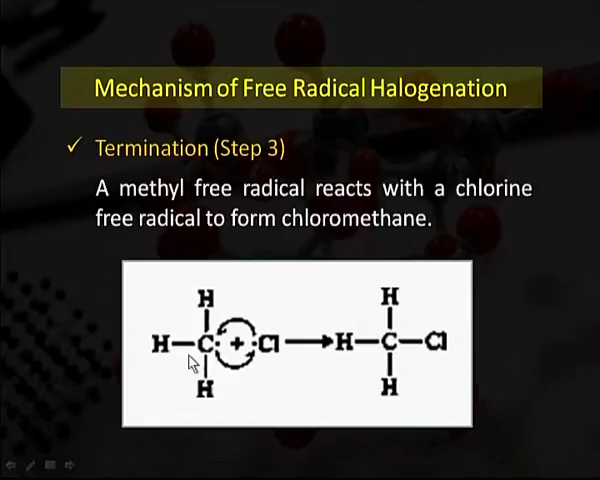 Mechanism of Free Radical Halogenation
✓ Termination (Step 3)
A methyl free radical reacts with a chlorine
free radical to form chloromethane.
H H
H—C· + ·Cl → H—C—Cl
H H